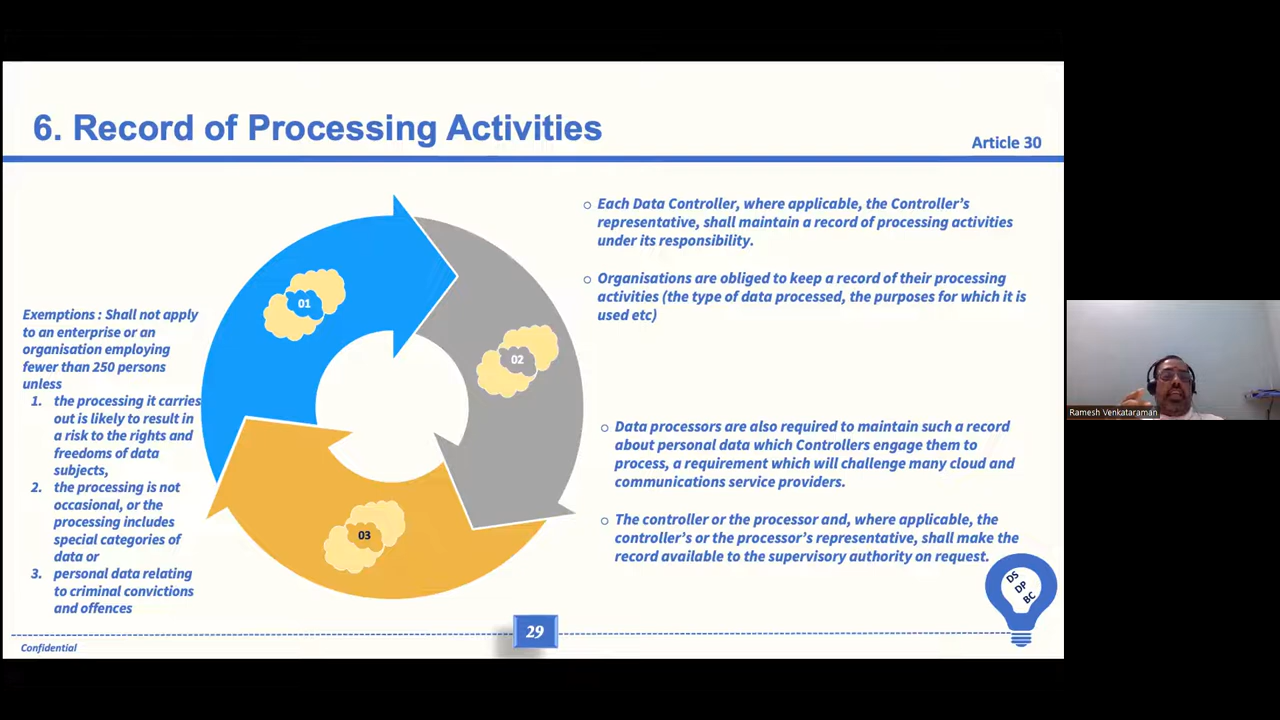 6. Record of Processing Activities
Article 30
Exemptions : Shall not apply
to an enterprise or an
organisation employing
fewer than 250 persons
unless
1. the processing it carries
out is likely to result in
a risk to the rights and
freedoms of data
subjects,
2. the processing is not
occasional, or the
processing includes
special categories of
data or
3. personal data relating
to criminal convictions
and offences
01
02
03
○ Each Data Controller, where applicable, the Controller's
representative, shall maintain a record of processing activities
under its responsibility.
○ Organisations are obliged to keep a record of their processing
activities (the type of data processed, the purposes for which it is
used etc)
○ Data processors are also required to maintain such a record
about personal data which Controllers engage them to
process, a requirement which will challenge many cloud and
communications service providers.
○ The controller or the processor and, where applicable, the
controller's or the processor's representative, shall make the
record available to the supervisory authority on request.
DS
DP
BC
29
Confidential
Ramesh Venkataraman